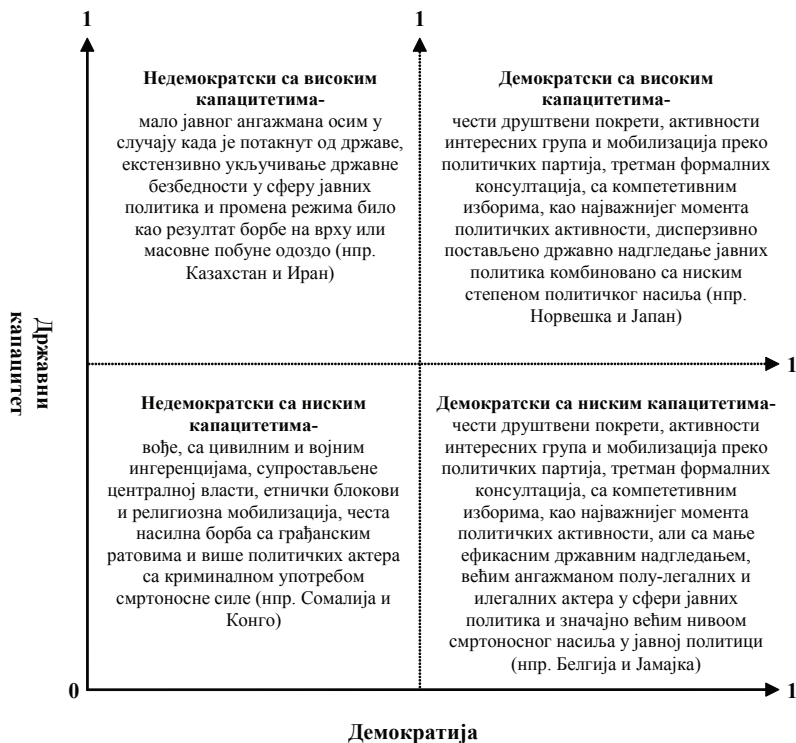 1
1
Недемократски са високим
капацитетима-
мало јавног ангажмана осим у
случају када је потакнут од државе,
екстензивно укључивање државне
безбедности у сферу јавних
политика и промена режима било
као резултат борбе на врху или
масовне побуне одоздо (нпр.
Казахстан и Иран)
Демократски са високим
капацитетима-
чести друштвени покрети, активности
интересних група и мобилизација преко
политичких партија, третман формалних
консултација, са компететивним
изборима, као најважнијег момента
политичких активности, дисперзивно
постављено државно надгледање јавних
политика комбиновано са ниским
степеном политичког насиља (нпр.
Норвешка и Јапан)
Државни
капацитет
1
Недемократски са ниским
капацитетима-
вође, са цивилним и војним
ингеренцијама, супростављене
централној власти, етнички блокови
и религиозна мобилизација, честа
насилна борба са грађанским
ратовима и више политичких актера
са криминалном употребом
смртоносне силе (нпр. Сомалија и
Конго)
Демократски са ниским капацитетима-
чести друштвени покрети, активности
интересних група и мобилизација преко
политичких партија, третман формалних
консултација, са компететивним
изборима, као најважнијег момента
политичких активности, али са мање
ефикасним државним надгледањем,
већим ангажманом полу-легалних и
илегалних актера у сфери јавних
политика и значајно већим нивоом
смртоносног насиља у јавној политици
(нпр. Белгија и Јамајка)
0
1
Демократија